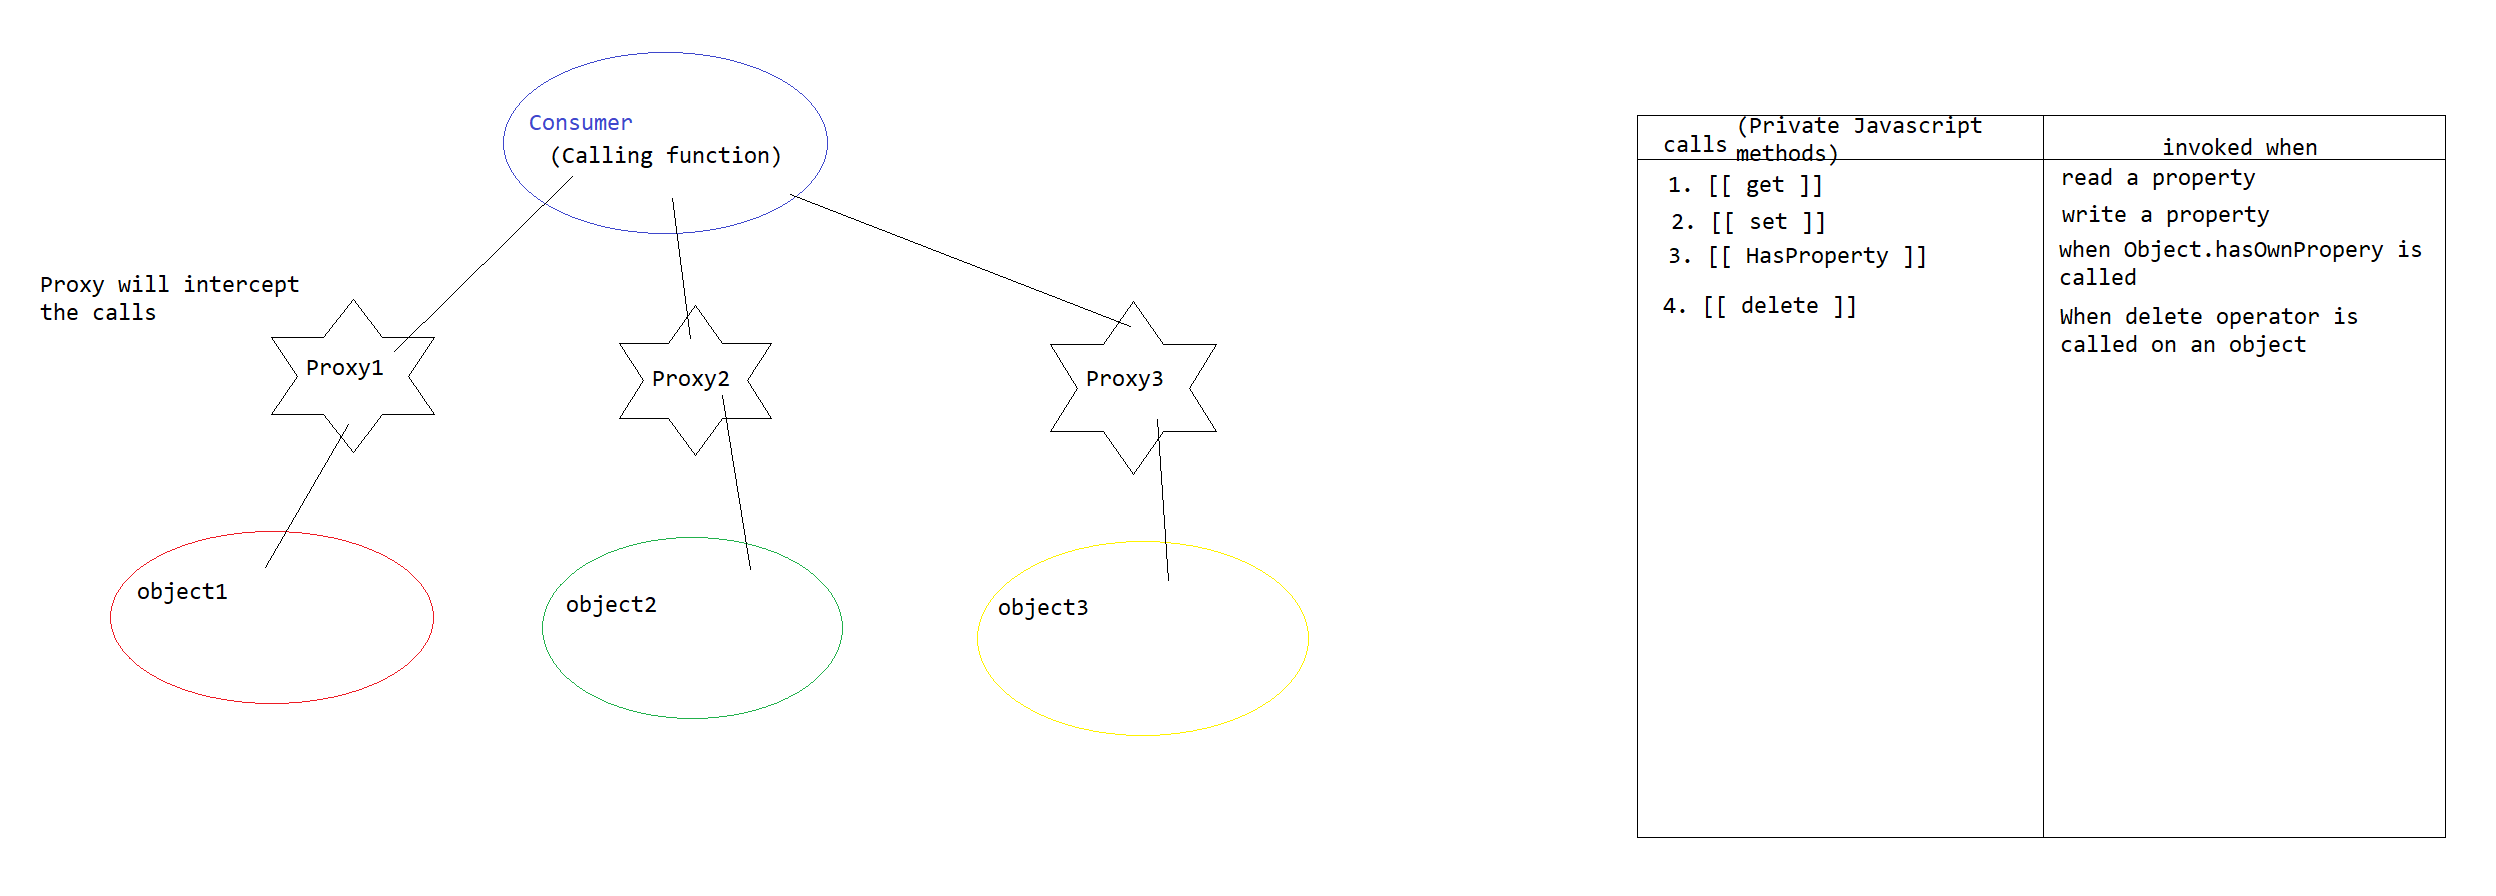 Consumer
(Calling function)
Proxy will intercept
the calls
Proxy1
Proxy2
Proxy3
object1
object2
object3
calls
(Private Javascript
methods)
invoked when
1. [[ get ]]
read a property
2. [[ set ]]
write a property
3. [[ HasProperty ]]
when Object.hasOwnPropery is
called
4. [[ delete ]]
When delete operator is
called on an object